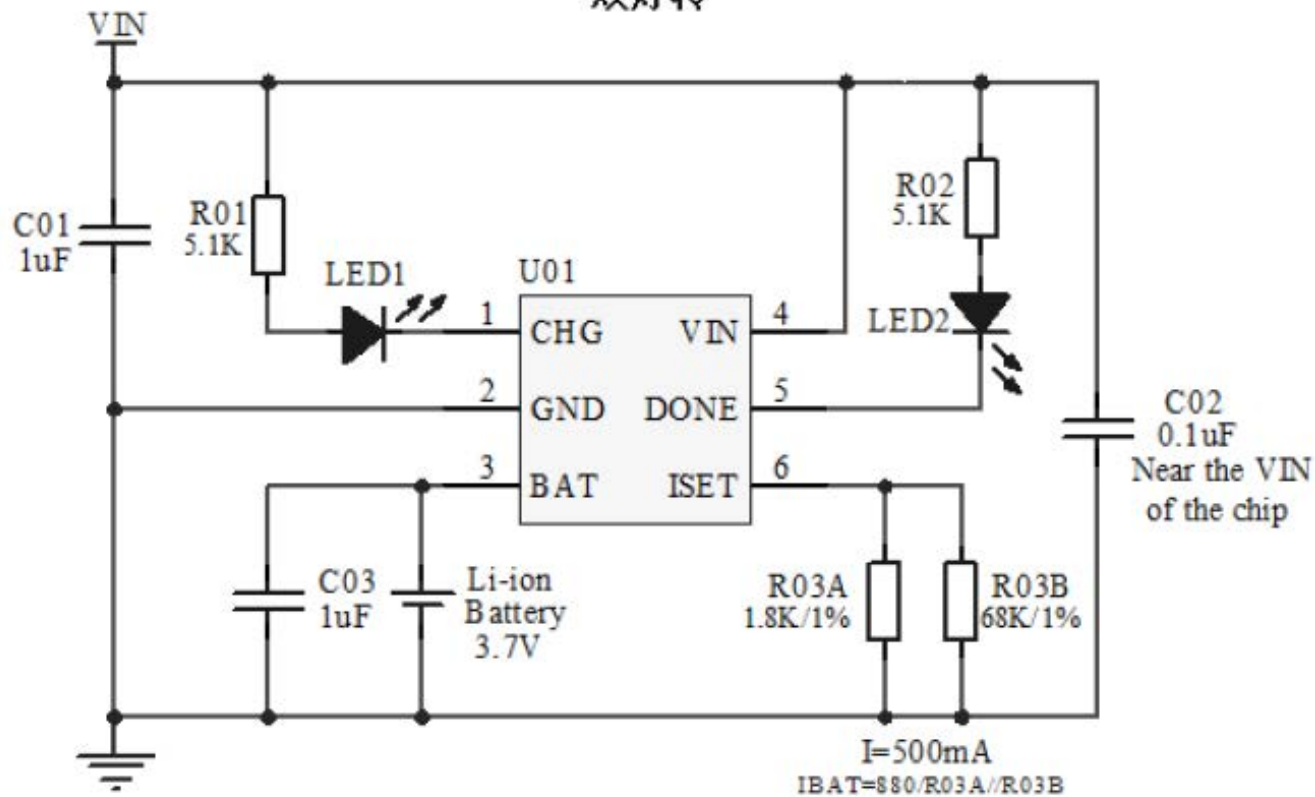 VIN
C01
1uF
R01
5.1K
LED1
U01
1
CHG
2
GND
3
BAT
VIN
4
DONE
5
ISET
6
R02
5.1K
LED2
C02
0.1uF
Near the VIN
of the chip
C03
1uF
Li-ion
Battery
3.7V
R03A
1.8K/1%
R03B
68K/1%
I=500mA
IBAT=880/R03A//R03B